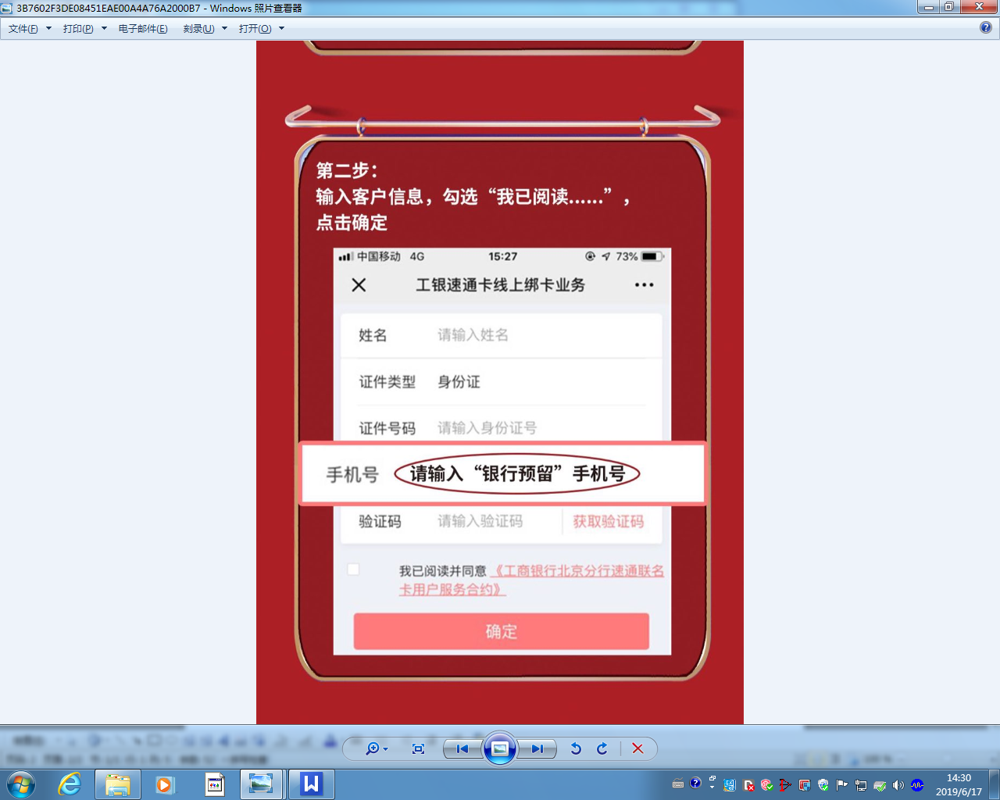 3B7602F3DE08451EAE00A4A76A2000B7 - Windows 照片查看器
文件(F) 打印(P) 电子邮件(E) 刻录(U) 打开(O)
第二步：
输入客户信息，勾选“我已阅读……”，
点击确定
中国移动 4G 15:27 73%
工银速通卡线上绑卡业务
姓名 请输入姓名
证件类型 身份证
证件号码 请输入身份证号
手机号 请输入“银行预留”手机号
验证码 请输入验证码 获取验证码
我已阅读并同意《工商银行北京分行速通联名
卡用户服务合约》
确定
14:30
2019/6/17